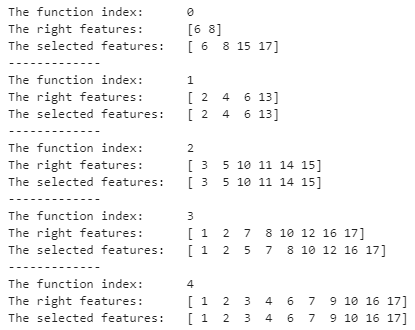 The function index:      0
The right features:      [6 8]
The selected features:   [ 6  8 15 17]
-------------
The function index:      1
The right features:      [ 2  4  6 13]
The selected features:   [ 2  4  6 13]
-------------
The function index:      2
The right features:      [ 3  5 10 11 14 15]
The selected features:   [ 3  5 10 11 14 15]
-------------
The function index:      3
The right features:      [ 1  2  7  8 10 12 16 17]
The selected features:   [ 1  2  5  7  8 10 12 16 17]
-------------
The function index:      4
The right features:      [ 1  2  3  4  6  7  9 10 16 17]
The selected features:   [ 1  2  3  4  6  7  9 10 16 17]